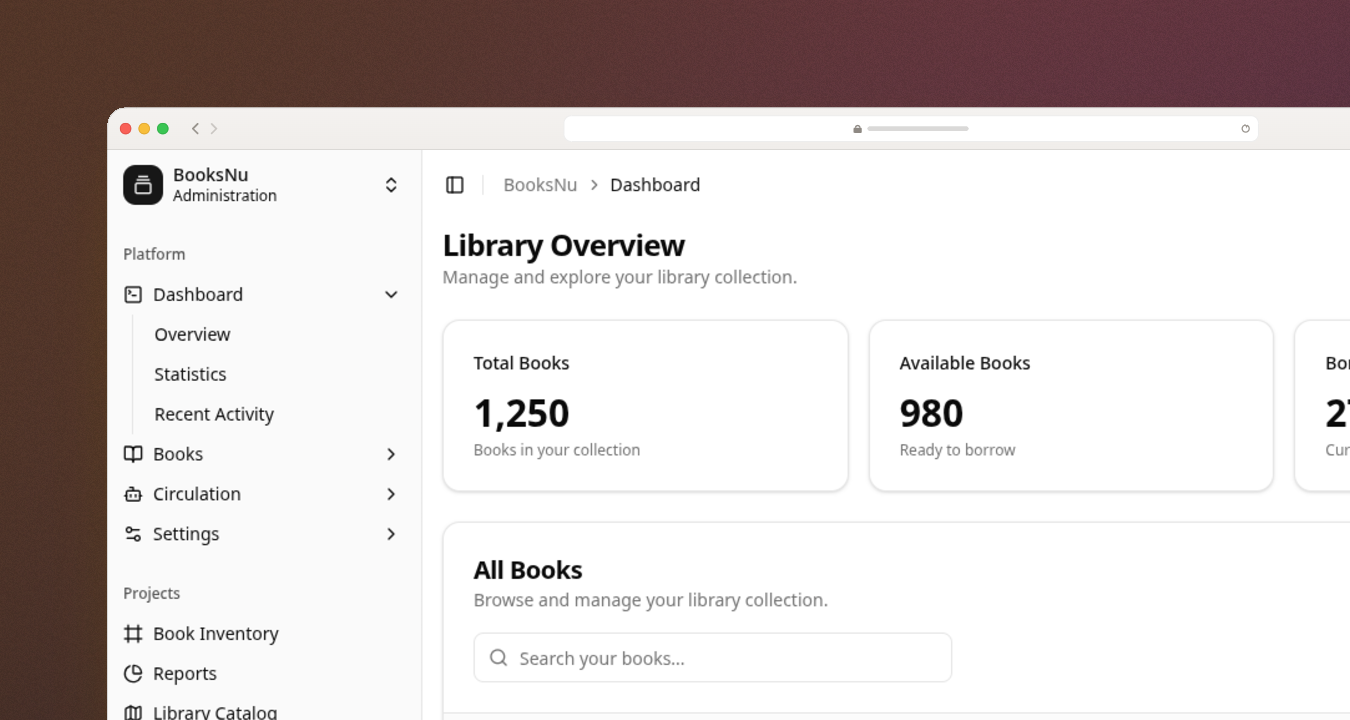 BooksNu
Administration
Platform
Dashboard
Overview
Statistics
Recent Activity
Books
Circulation
Settings
Projects
Book Inventory
Reports
Library Catalog
BooksNu > Dashboard
Library Overview
Manage and explore your library collection.
Total Books
1,250
Books in your collection
Available Books
980
Ready to borrow
All Books
Browse and manage your library collection.
Search your books...